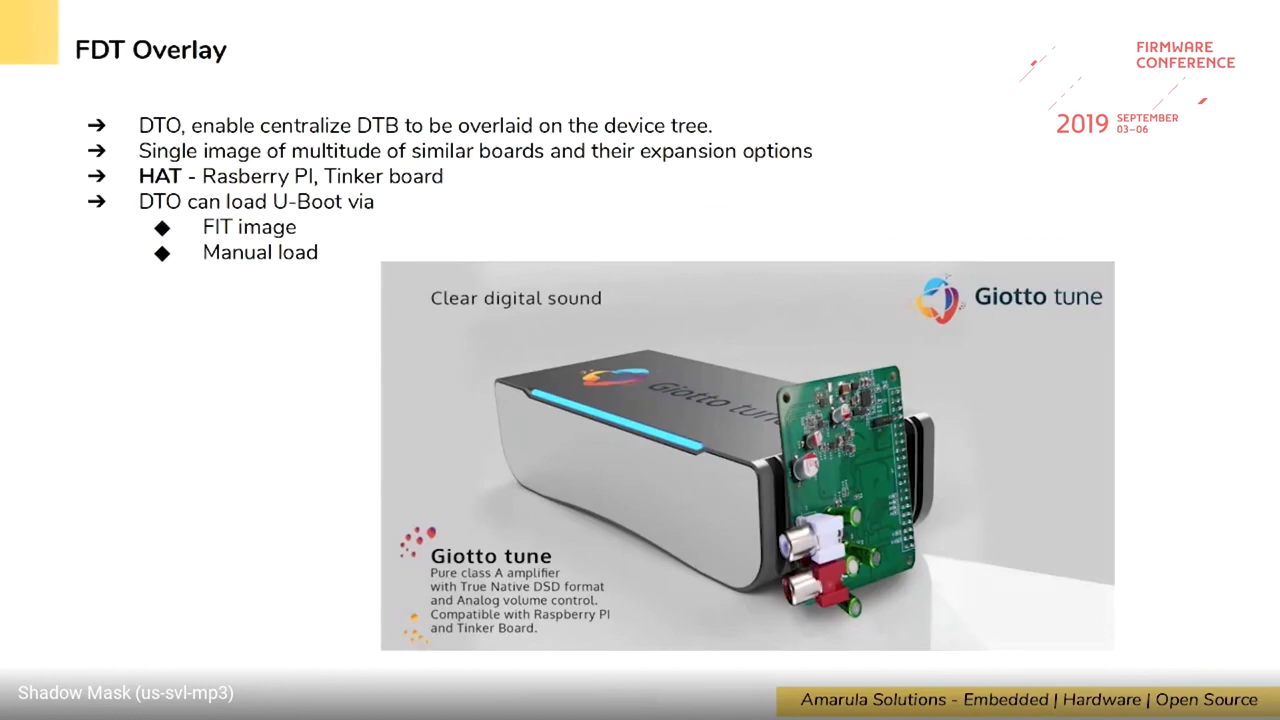 FDT Overlay
FIRMWARE
CONFERENCE
2019 SEPTEMBER
03–06
➔ DTO, enable centralize DTB to be overlaid on the device tree.
➔ Single image of multitude of similar boards and their expansion options
➔ HAT - Rasberry PI, Tinker board
➔ DTO can load U-Boot via
◆ FIT image
◆ Manual load
Clear digital sound
Giotto tune
Giotto tune
Giotto tune
Pure class A amplifier
with True Native DSD format
and Analog volume control.
Compatible with Raspberry PI
and Tinker Board.
Shadow Mask (us-svl-mp3)
Amarula Solutions - Embedded | Hardware | Open Source